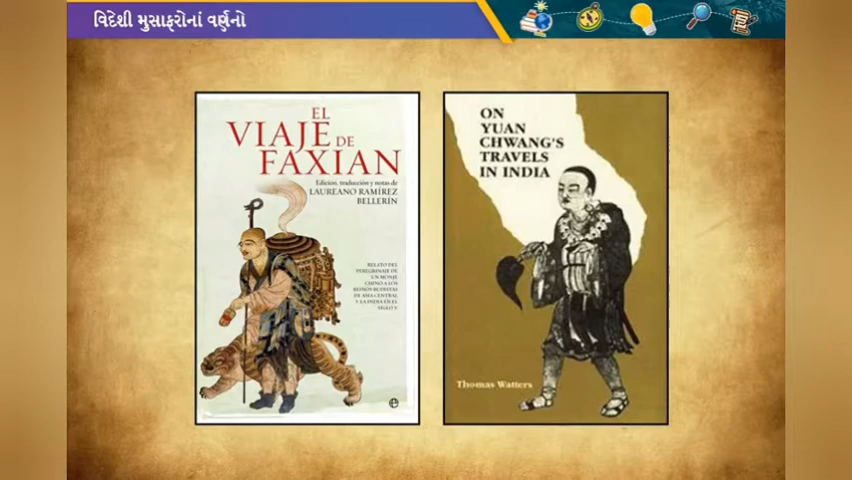 વિદેશી મુસાફરોનાં વર્ણનો
EL
VIAJE DE
FAXIAN
Edición, traducción y notas de
LAUREANO RAMÍREZ
BELLERÍN
RELATO DEL
PEREGRINAJE DE
UN MONJE
CHINO A LOS
REINOS BUDISTAS
DE ASIA CENTRAL
Y LA INDIA EN EL
SIGLO V
ON
YUAN
CHWANG'S
TRAVELS
IN INDIA
Thomas Watters